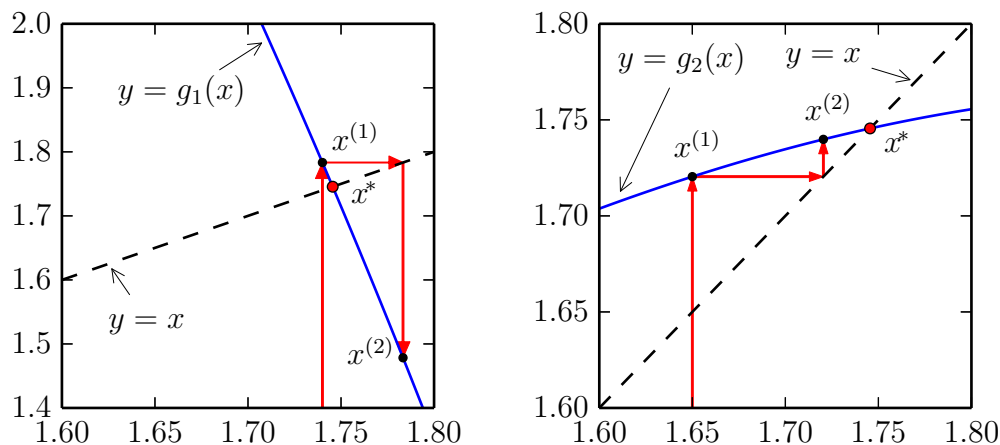 2.0
1.9
1.8
1.7
1.6
1.5
1.4
1.60 1.65 1.70 1.75 1.80
y = g₁(x)
x⁽¹⁾
x*
y = x
x⁽²⁾
1.80
1.75
1.70
1.65
1.60
1.60 1.65 1.70 1.75 1.80
y = g₂(x)
y = x
x⁽²⁾
x⁽¹⁾
x*